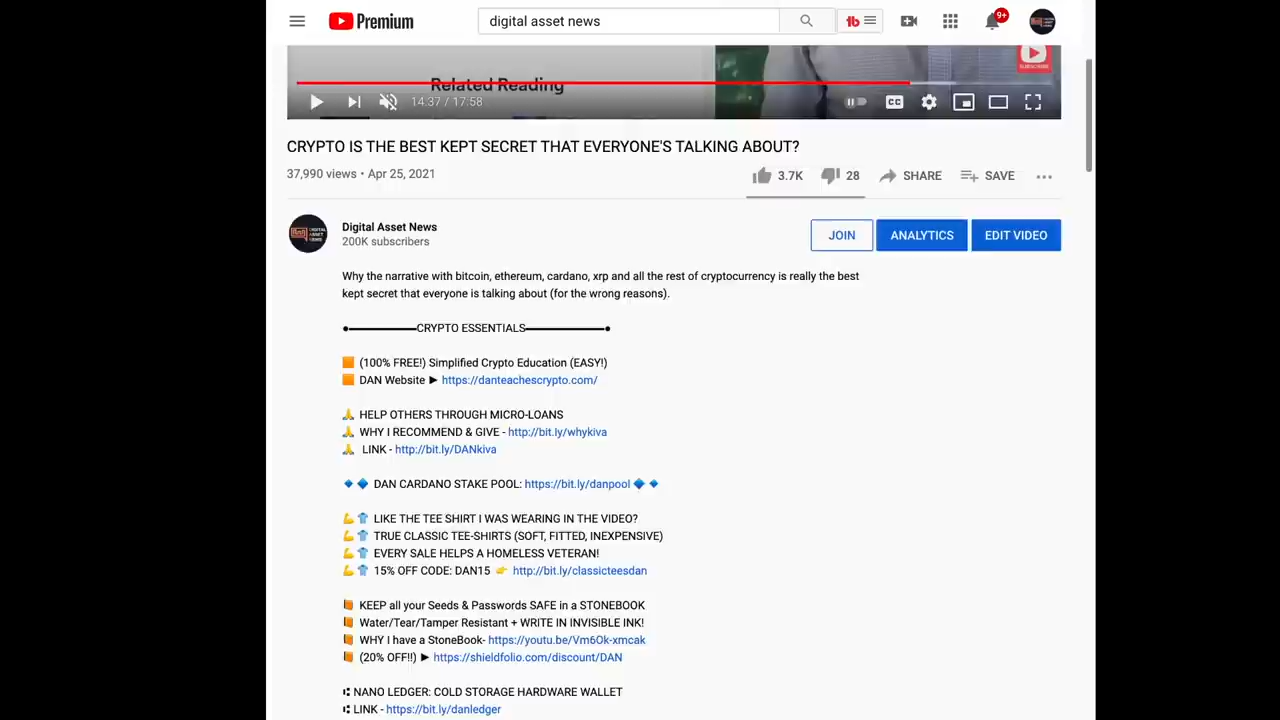 Premium
digital asset news
tb
9+
SUBSCRIBE
Related Reading
14:37 / 17:58
CC
CRYPTO IS THE BEST KEPT SECRET THAT EVERYONE'S TALKING ABOUT?
37,990 views • Apr 25, 2021
3.7K
28
SHARE
SAVE
Digital Asset News
200K subscribers
JOIN
ANALYTICS
EDIT VIDEO
Why the narrative with bitcoin, ethereum, cardano, xrp and all the rest of cryptocurrency is really the best
kept secret that everyone is talking about (for the wrong reasons).
●▬▬▬▬▬▬▬CRYPTO ESSENTIALS▬▬▬▬▬▬▬●
🟧 (100% FREE!) Simplified Crypto Education (EASY!)
🟧 DAN Website ► https://danteachescrypto.com/
🙏 HELP OTHERS THROUGH MICRO-LOANS
🙏 WHY I RECOMMEND & GIVE - http://bit.ly/whykiva
🙏 LINK - http://bit.ly/DANkiva
🔹🔷 DAN CARDANO STAKE POOL: https://bit.ly/danpool 🔷🔹
💪👕 LIKE THE TEE SHIRT I WAS WEARING IN THE VIDEO?
💪👕 TRUE CLASSIC TEE-SHIRTS (SOFT, FITTED, INEXPENSIVE)
💪👕 EVERY SALE HELPS A HOMELESS VETERAN!
💪👕 15% OFF CODE: DAN15 👉 http://bit.ly/classicteesdan
📙 KEEP all your Seeds & Passwords SAFE in a STONEBOOK
📙 Water/Tear/Tamper Resistant + WRITE IN INVISIBLE INK!
📙 WHY I have a StoneBook- https://youtu.be/Vm6Ok-xmcak
📙 (20% OFF!!) ► https://shieldfolio.com/discount/DAN
⑆ NANO LEDGER: COLD STORAGE HARDWARE WALLET
⑆ LINK - https://bit.ly/danledger